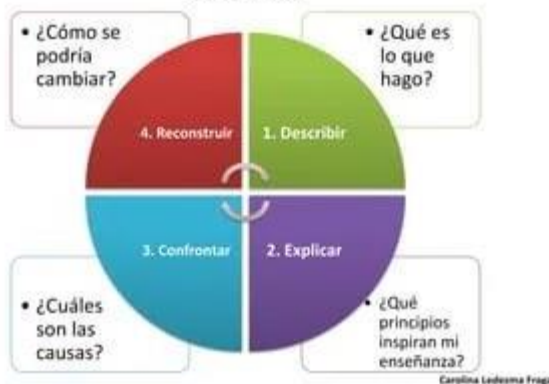 • ¿Cómo se
podría
cambiar?
• ¿Qué es
lo que
hago?
4. Reconstruir
1. Describir
3. Confrontar
2. Explicar
• ¿Cuáles
son las
causas?
• ¿Qué
principios
inspiran mi
enseñanza?
Carolina Ledesma